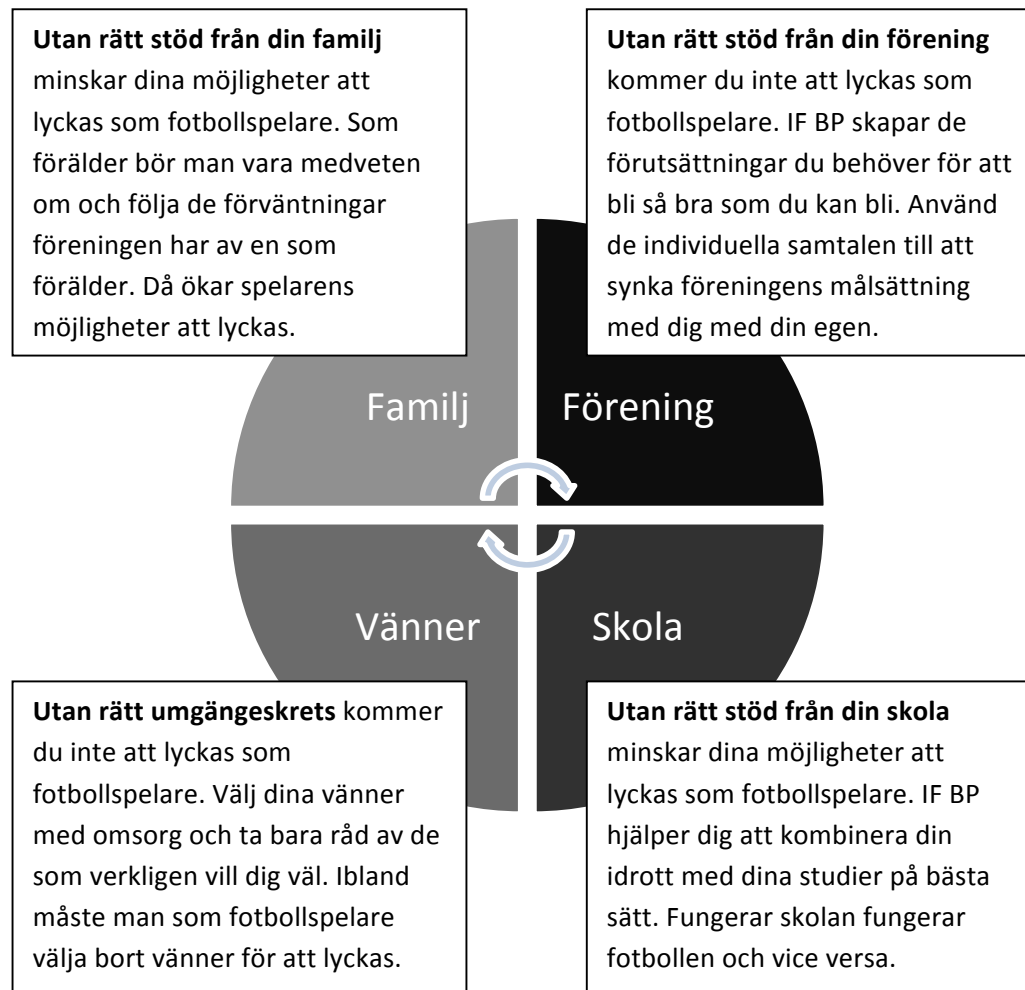 Utan rätt stöd från din familj
minskar dina möjligheter att
lyckas som fotbollspelare. Som
förälder bör man vara medveten
om och följa de förväntningar
föreningen har av en som
förälder. Då ökar spelarens
möjligheter att lyckas.
Utan rätt stöd från din förening
kommer du inte att lyckas som
fotbollspelare. IF BP skapar de
förutsättningar du behöver för att
bli så bra som du kan bli. Använd
de individuella samtalen till att
synka föreningens målsättning
med dig med din egen.
Familj
Förening
Vänner
Skola
Utan rätt umgängeskrets kommer
du inte att lyckas som
fotbollspelare. Välj dina vänner
med omsorg och ta bara råd av de
som verkligen vill dig väl. Ibland
måste man som fotbollspelare
välja bort vänner för att lyckas.
Utan rätt stöd från din skola
minskar dina möjligheter att
lyckas som fotbollspelare. IF BP
hjälper dig att kombinera din
idrott med dina studier på bästa
sätt. Fungerar skolan fungerar
fotbollen och vice versa.